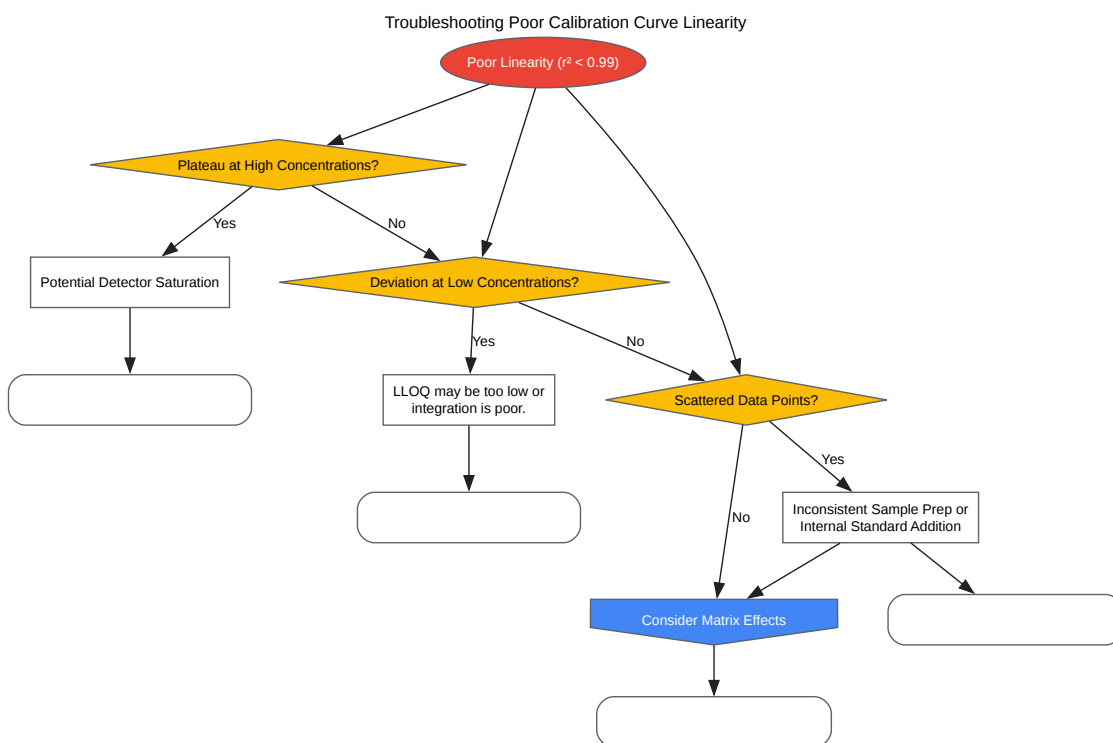 Troubleshooting Poor Calibration Curve Linearity
Poor Linearity (r² < 0.99)
Plateau at High Concentrations?
Yes
No
Potential Detector Saturation
Deviation at Low Concentrations?
Yes
No
LLOQ may be too low or
integration is poor.
Scattered Data Points?
Yes
No
Inconsistent Sample Prep or
Internal Standard Addition
Consider Matrix Effects